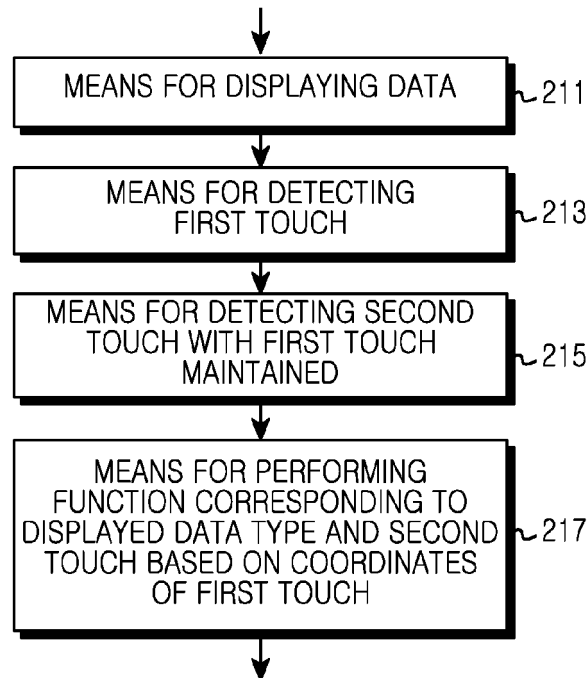 MEANS FOR DISPLAYING DATA
211
MEANS FOR DETECTING
FIRST TOUCH
213
MEANS FOR DETECTING SECOND
TOUCH WITH FIRST TOUCH
MAINTAINED
215
MEANS FOR PERFORMING
FUNCTION CORRESPONDING TO
DISPLAYED DATA TYPE AND SECOND
TOUCH BASED ON COORDINATES
OF FIRST TOUCH
217